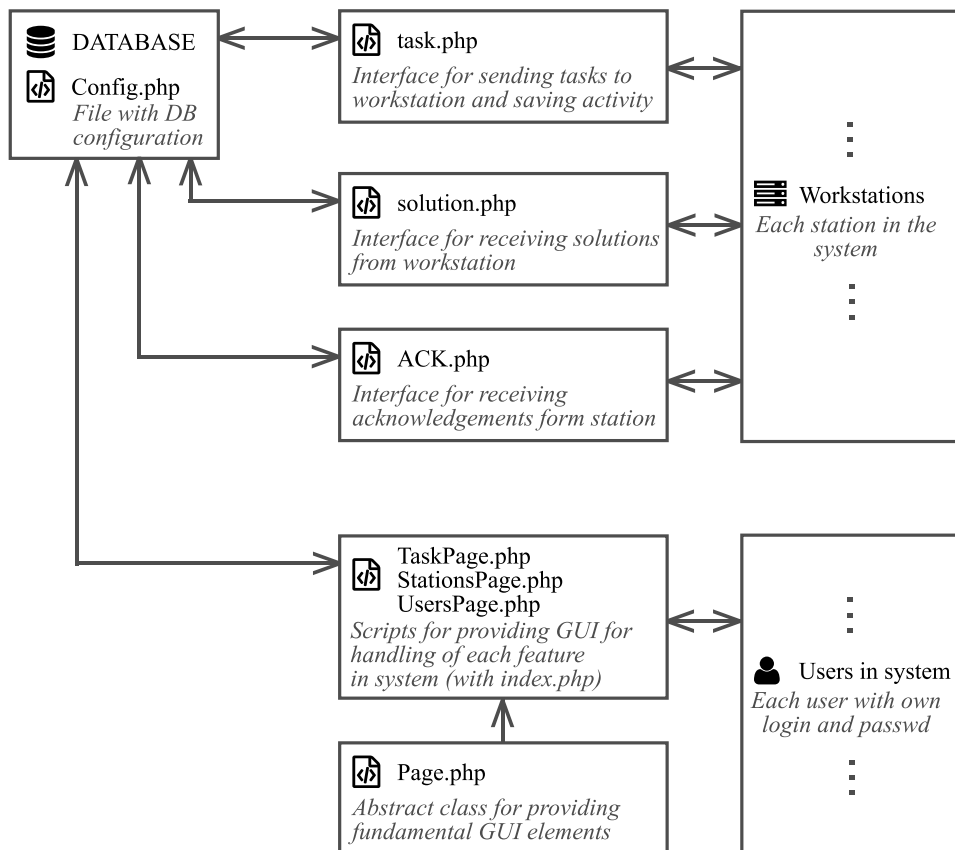 DATABASE
Config.php
File with DB
configuration
task.php
Interface for sending tasks to
workstation and saving activity
solution.php
Interface for receiving solutions
from workstation
ACK.php
Interface for receiving
acknowledgements form station
Workstations
Each station in the
system
TaskPage.php
StationsPage.php
UsersPage.php
Scripts for providing GUI for
handling of each feature
in system (with index.php)
Users in system
Each user with own
login and passwd
Page.php
Abstract class for providing
fundamental GUI elements